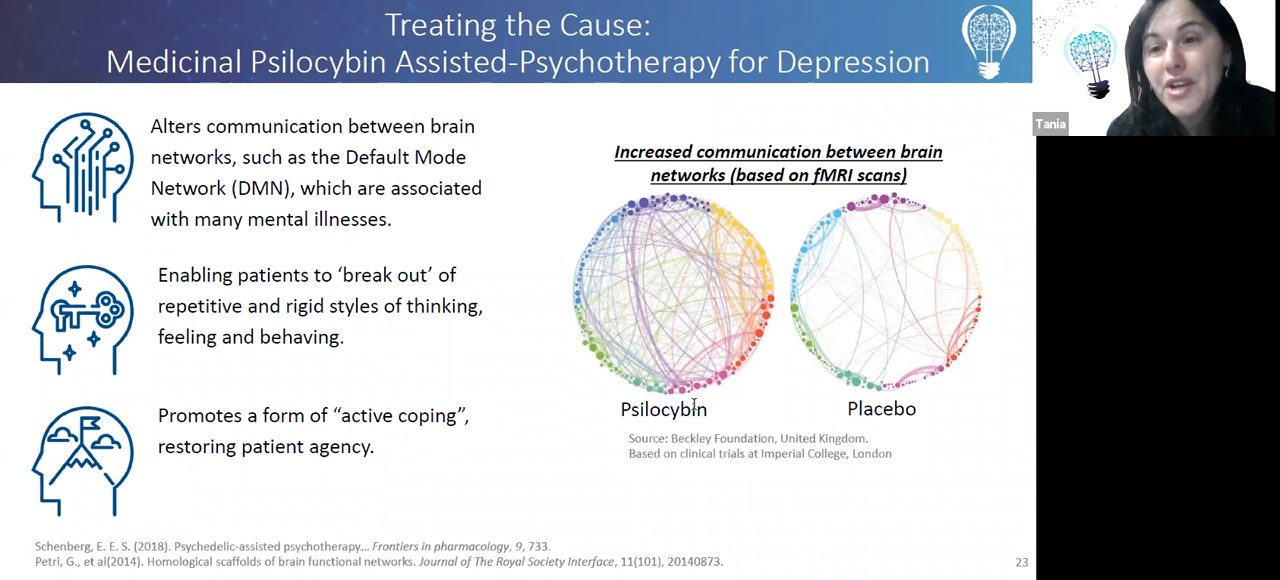 Treating the Cause:
Medicinal Psilocybin Assisted-Psychotherapy for Depression
Tania
Alters communication between brain
networks, such as the Default Mode
Network (DMN), which are associated
with many mental illnesses.
Enabling patients to ‘break out’ of
repetitive and rigid styles of thinking,
feeling and behaving.
Promotes a form of “active coping”,
restoring patient agency.
Increased communication between brain
networks (based on fMRI scans)
Psilocybin
Placebo
Source: Beckley Foundation, United Kingdom.
Based on clinical trials at Imperial College, London
Schenberg, E. E. S. (2018). Psychedelic-assisted psychotherapy… Frontiers in pharmacology, 9, 733.
Petri, G., et al(2014). Homological scaffolds of brain functional networks. Journal of The Royal Society Interface, 11(101), 20140873.
23